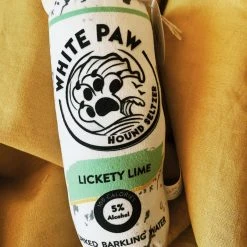 WHITE PAW
HOUND SELTZER
LICKETY LIME
5%
Alcohol
BARKLING